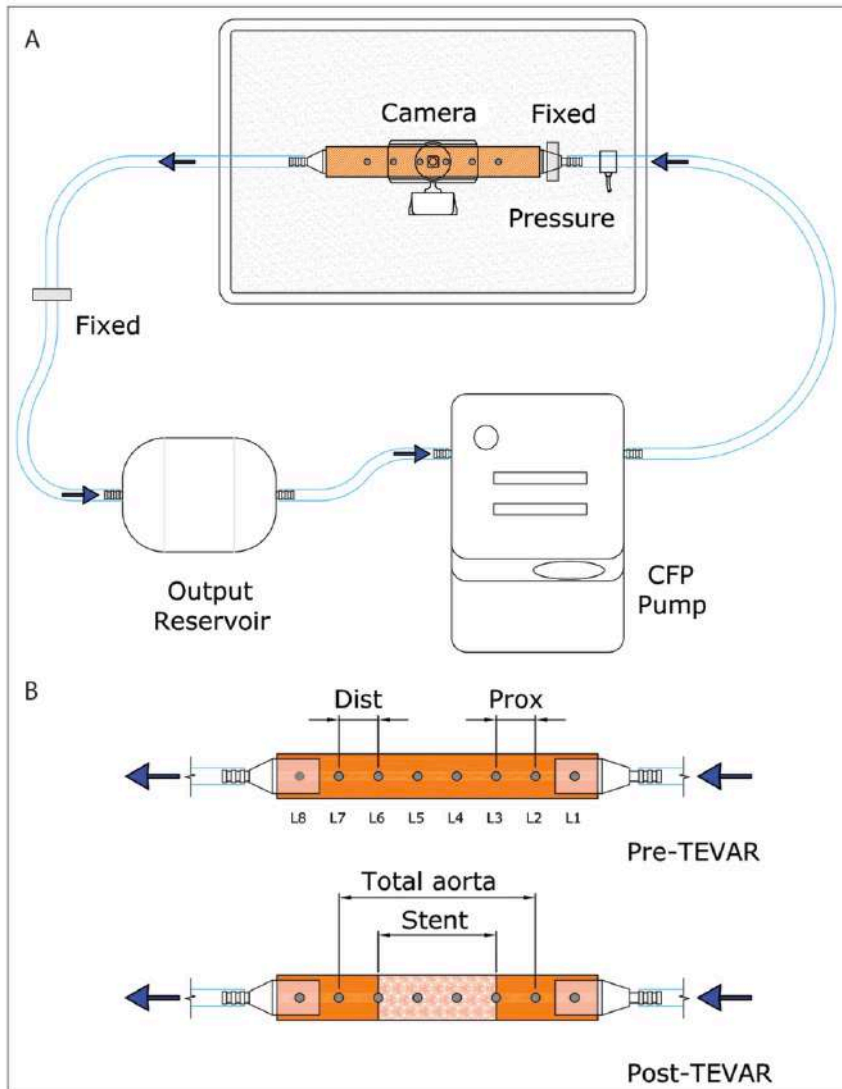 A
Camera
Fixed
Pressure
Fixed
Output
Reservoir
CFP
Pump
B
Dist
Prox
L8 L7 L6 L5 L4 L3 L2 L1
Pre-TEVAR
Total aorta
Stent
Post-TEVAR